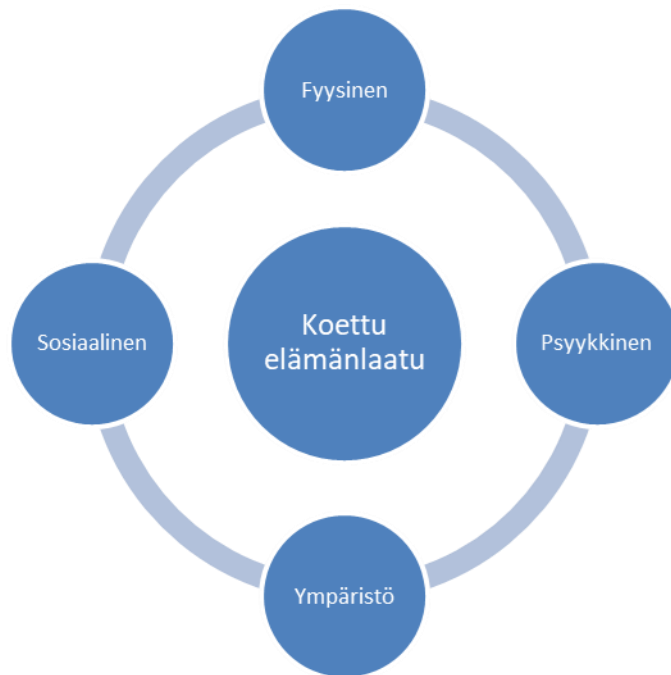 Fyysinen
Sosiaalinen
Koettu
elämänlaatu
Psyykkinen
Ympäristö